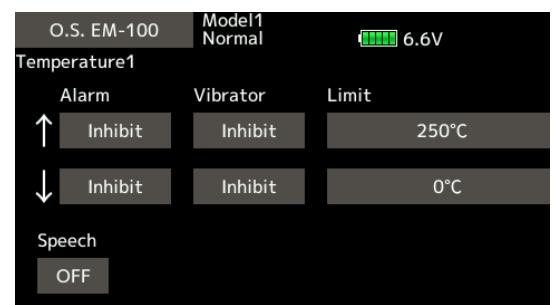 O.S. EM-100 Model1
Normal 6.6V
Temperature1
Alarm Vibrator Limit
↑ Inhibit Inhibit 250°C
↓ Inhibit Inhibit 0°C
Speech
OFF